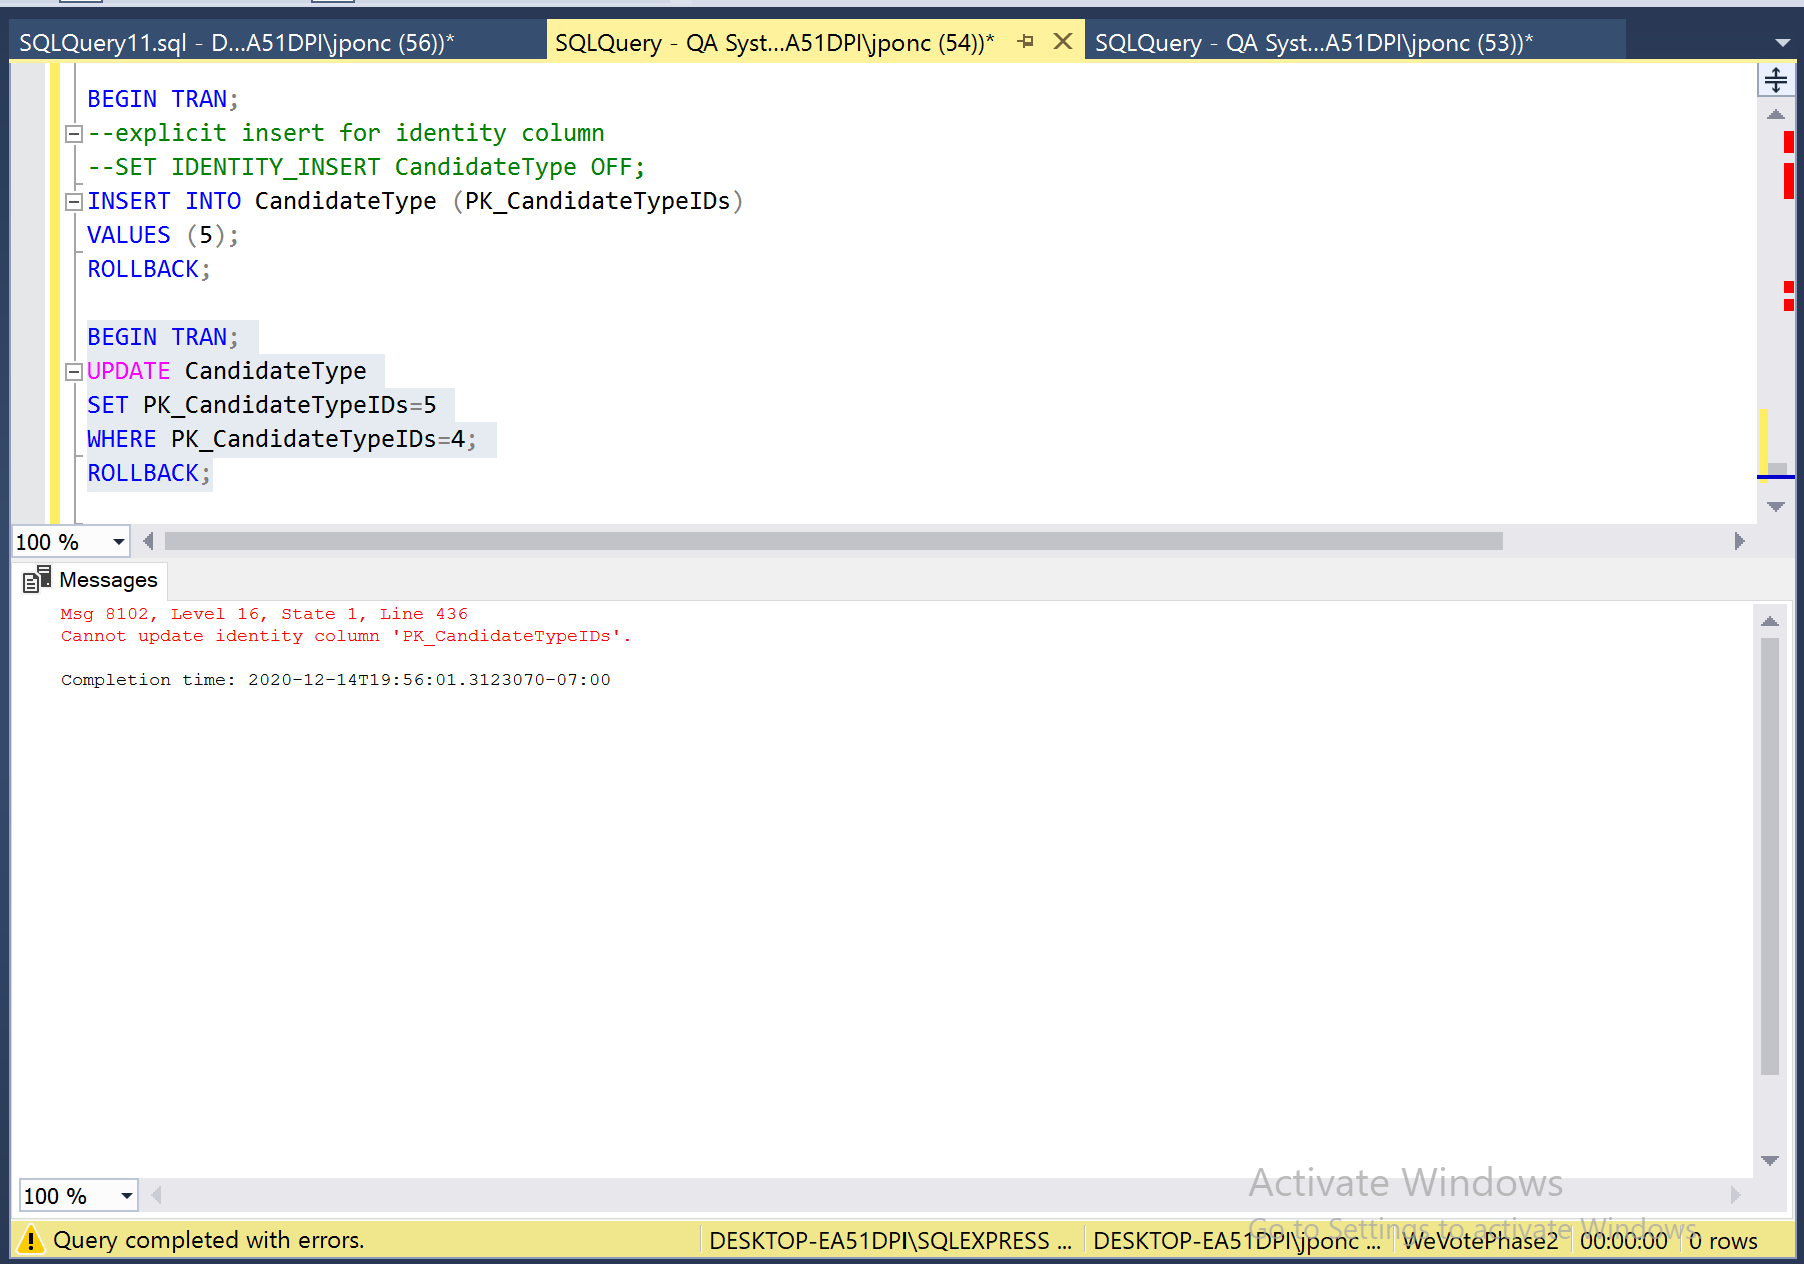 SQLQuery11.sql - D...A51DPI\jponc (56))*
SQLQuery - QA Syst...A51DPI\jponc (54))*
SQLQuery - QA Syst...A51DPI\jponc (53))*
BEGIN TRAN;
--explicit insert for identity column
--SET IDENTITY_INSERT CandidateType OFF;
INSERT INTO CandidateType (PK_CandidateTypeIDs)
VALUES (5);
ROLLBACK;
BEGIN TRAN;
UPDATE CandidateType
SET PK_CandidateTypeIDs=5
WHERE PK_CandidateTypeIDs=4;
ROLLBACK;
100 %
Messages
Msg 8102, Level 16, State 1, Line 436
Cannot update identity column 'PK_CandidateTypeIDs'.
Completion time: 2020-12-14T19:56:01.3123070-07:00
100 %
Activate Windows
Go to Settings to activate Windows.
Query completed with errors.
DESKTOP-EA51DPI\SQLEXPRESS ...
DESKTOP-EA51DPI\jponc ...
WeVotePhase2
00:00:00
0 rows